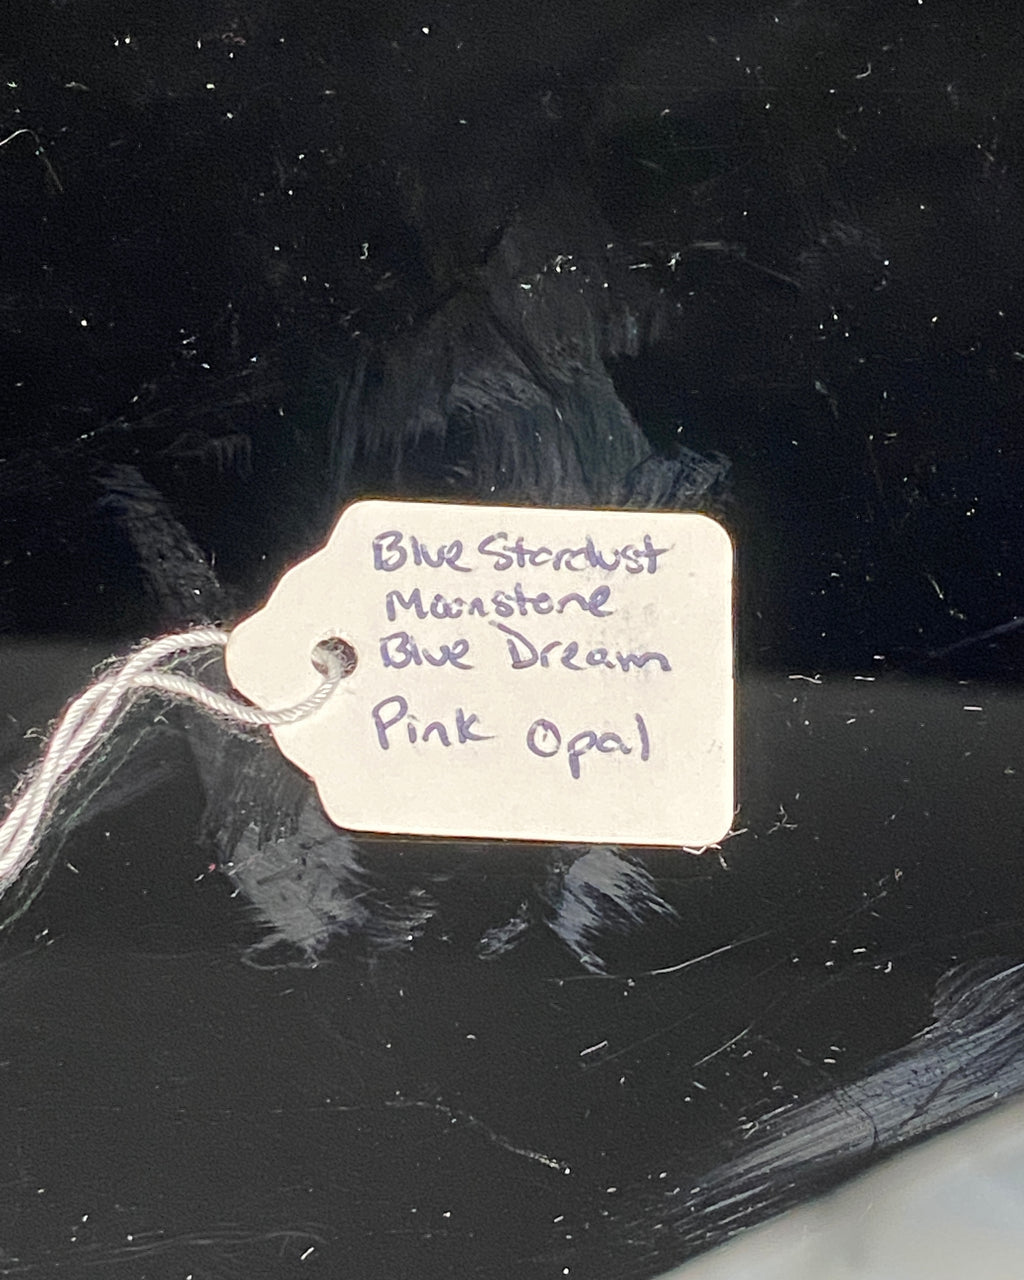 Blue Stardust
Moonstone
Blue Dream
Pink Opal